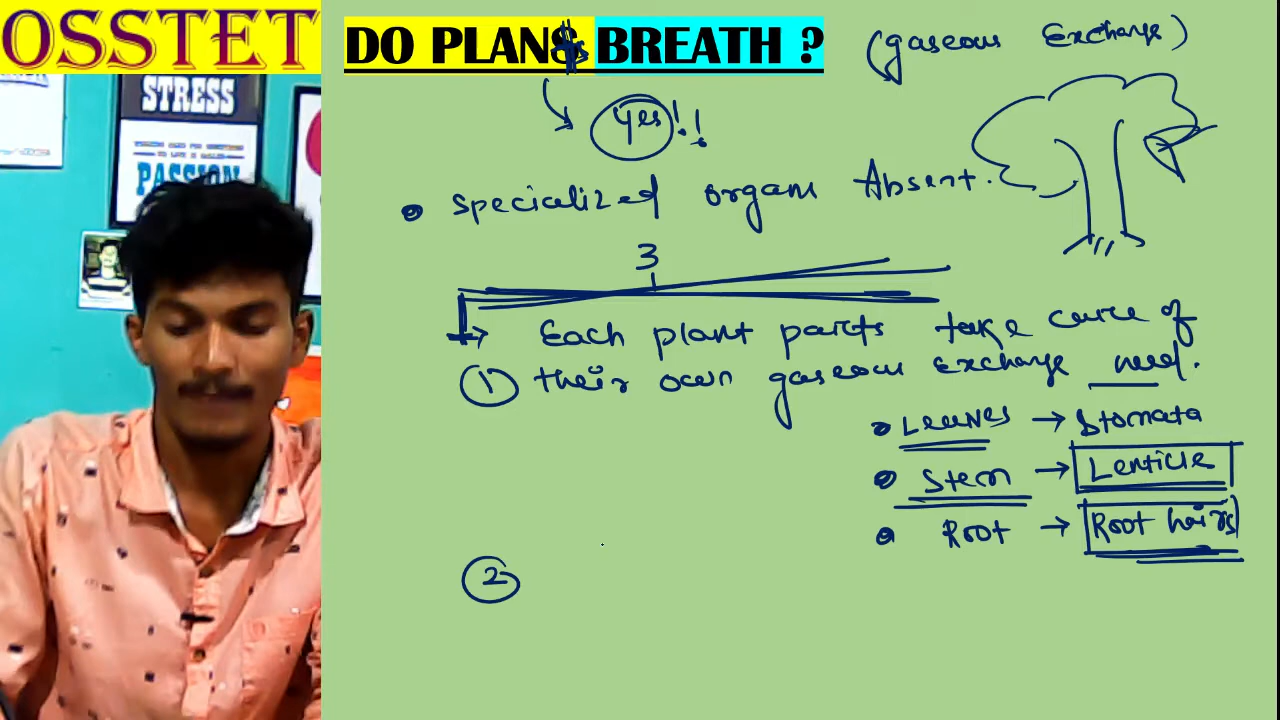 OSSTET
DO PLANts BREATH ?
(gaseous Exchange)
STRESS
PASSION
Yes!!
• specialized organs Absent.
3
→ Each plant parts take care of
① their own gaseous exchange need.
• Leaves → Stomata
• Stem → Lenticle
• Root → Root hairs
②